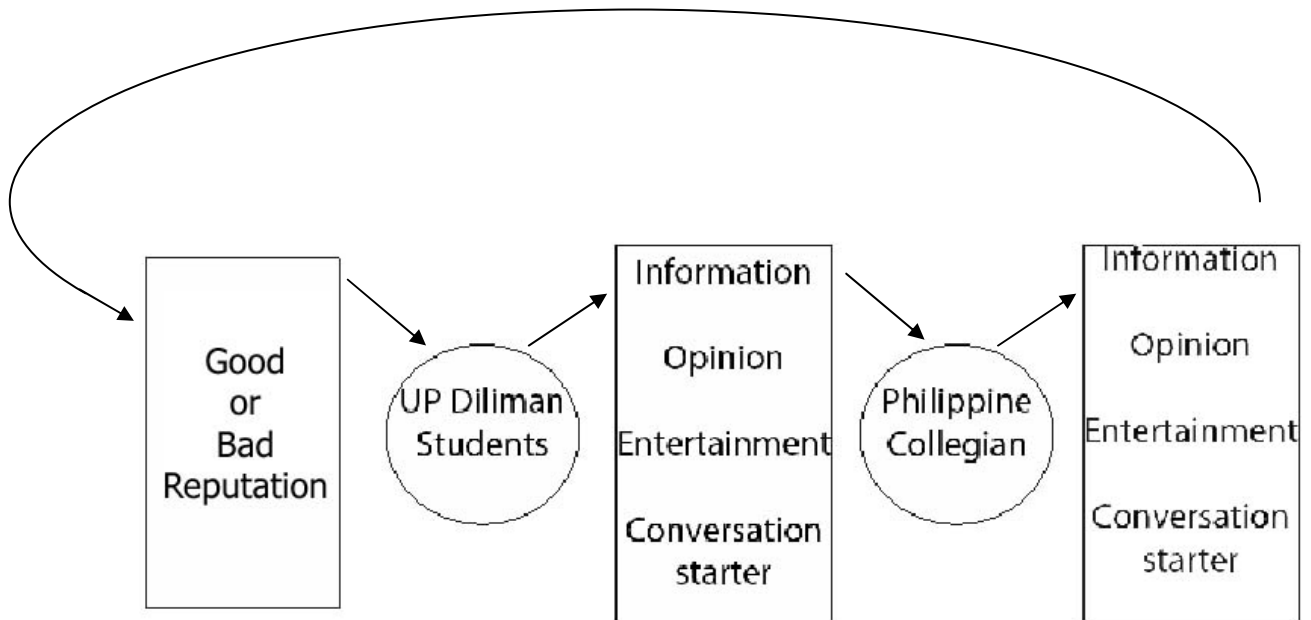 Good
or
Bad
Reputation
UP Diliman
Students
Information
Opinion
Entertainment
Conversation
starter
Philippine
Collegian
Information
Opinion
Entertainment
Conversation
starter